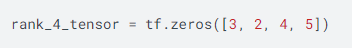 rank_4_tensor = tf.zeros([3, 2, 4, 5])